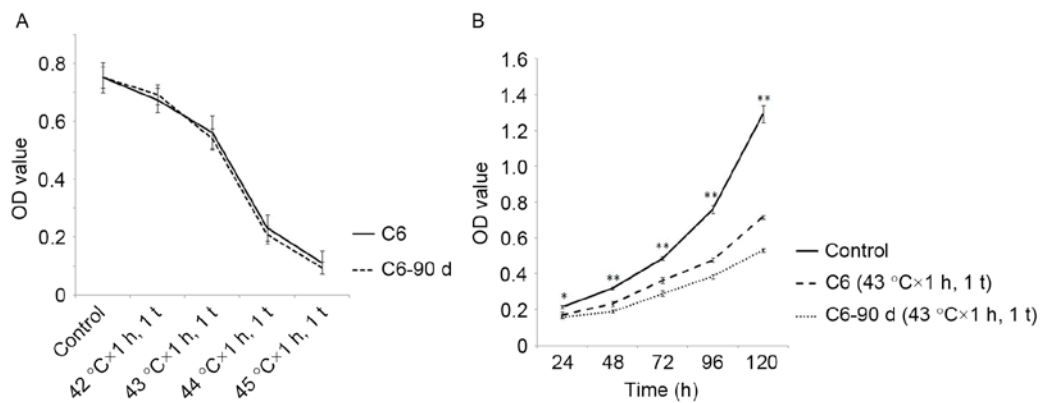 A
OD value
0.8
0.6
0.4
0.2
0
Control
42 °C×1 h, 1 t
43 °C×1 h, 1 t
44 °C×1 h, 1 t
45 °C×1 h, 1 t
C6
C6-90 d
B
OD value
1.6
1.4
1.2
1.0
0.8
0.6
0.4
0.2
0.0
*
**
**
**
**
24 48 72 96 120
Time (h)
Control
C6 (43 °C×1 h, 1 t)
C6-90 d (43 °C×1 h, 1 t)